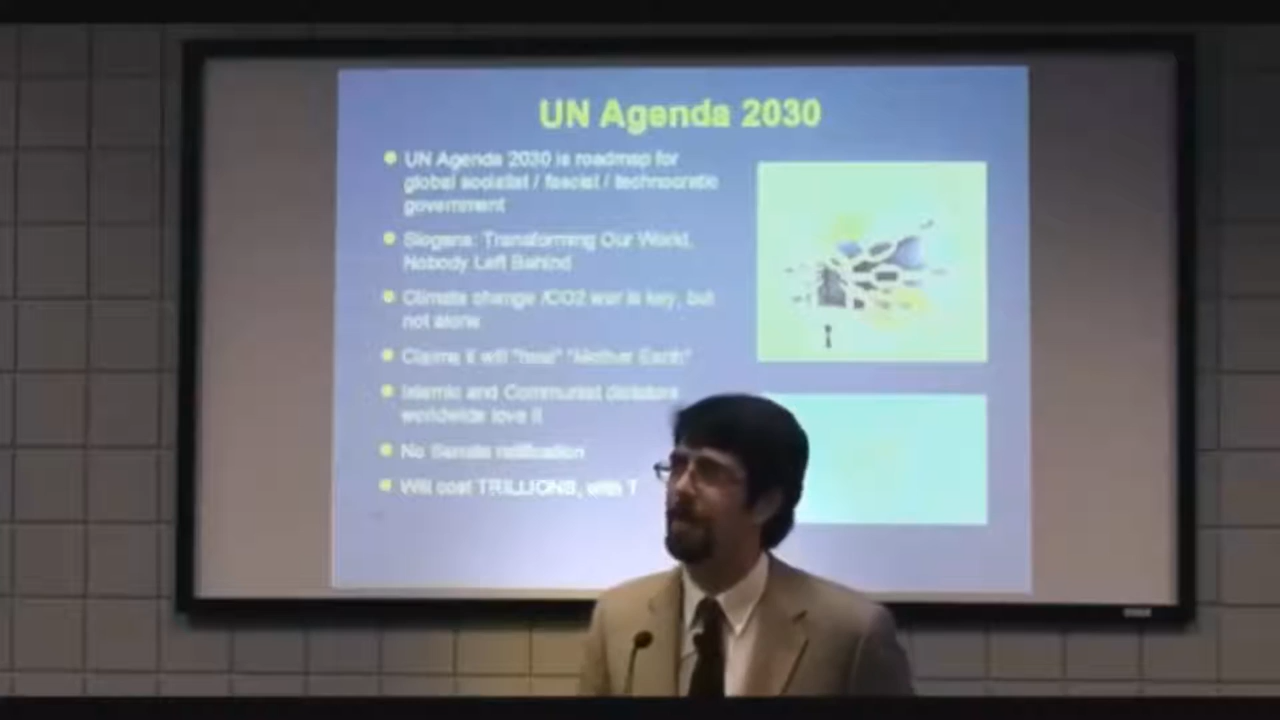 UN Agenda 2030
UN Agenda 2030 is roadmap for
global socialist / fascist / technocratic
government
Slogans: Transforming Our World,
Nobody Left Behind
Climate change /CO2 war is key, but
not alone
Claims it will "heal" "Mother Earth"
Islamic and Communist dictators
worldwide love it
No Senate ratification
Will cost TRILLIONS, with T